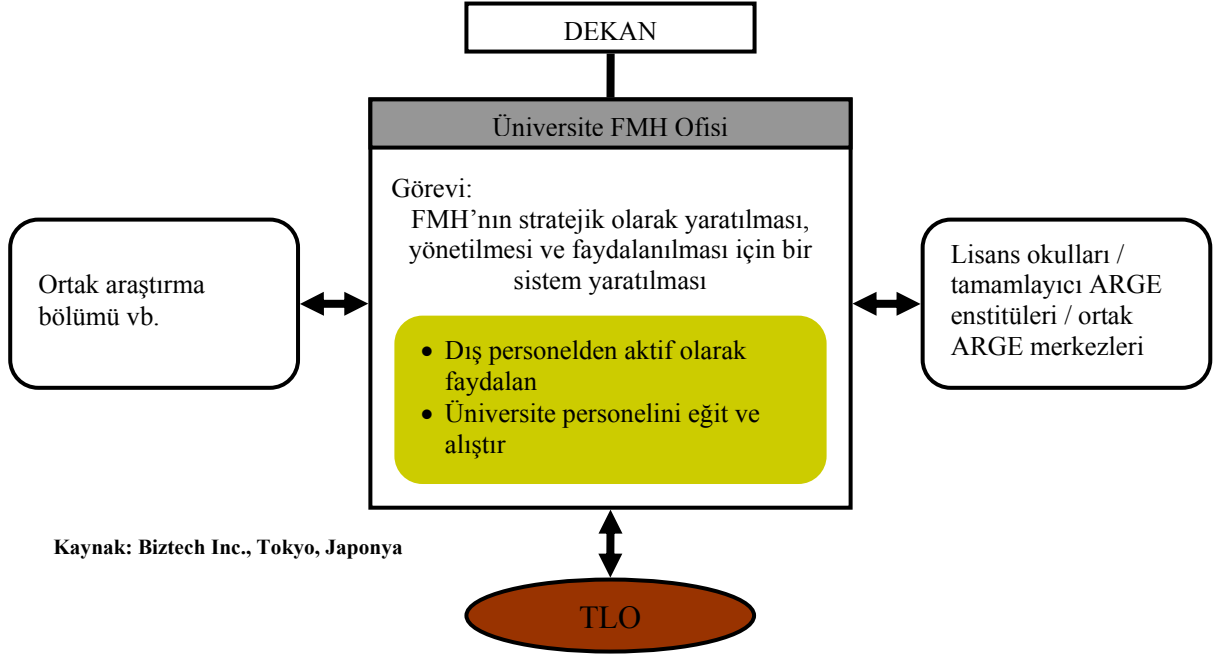 DEKAN
Üniversite FMH Ofisi
Görevi:
FMH’nın stratejik olarak yaratılması,
yönetilmesi ve faydalanılması için bir
sistem yaratılması
• Dış personelden aktif olarak
faydalan
• Üniversite personelini eğit ve
alıştır
Ortak araştırma
bölümü vb.
Lisans okulları /
tamamlayıcı ARGE
enstitüleri / ortak
ARGE merkezleri
Kaynak: Biztech Inc., Tokyo, Japonya
TLO